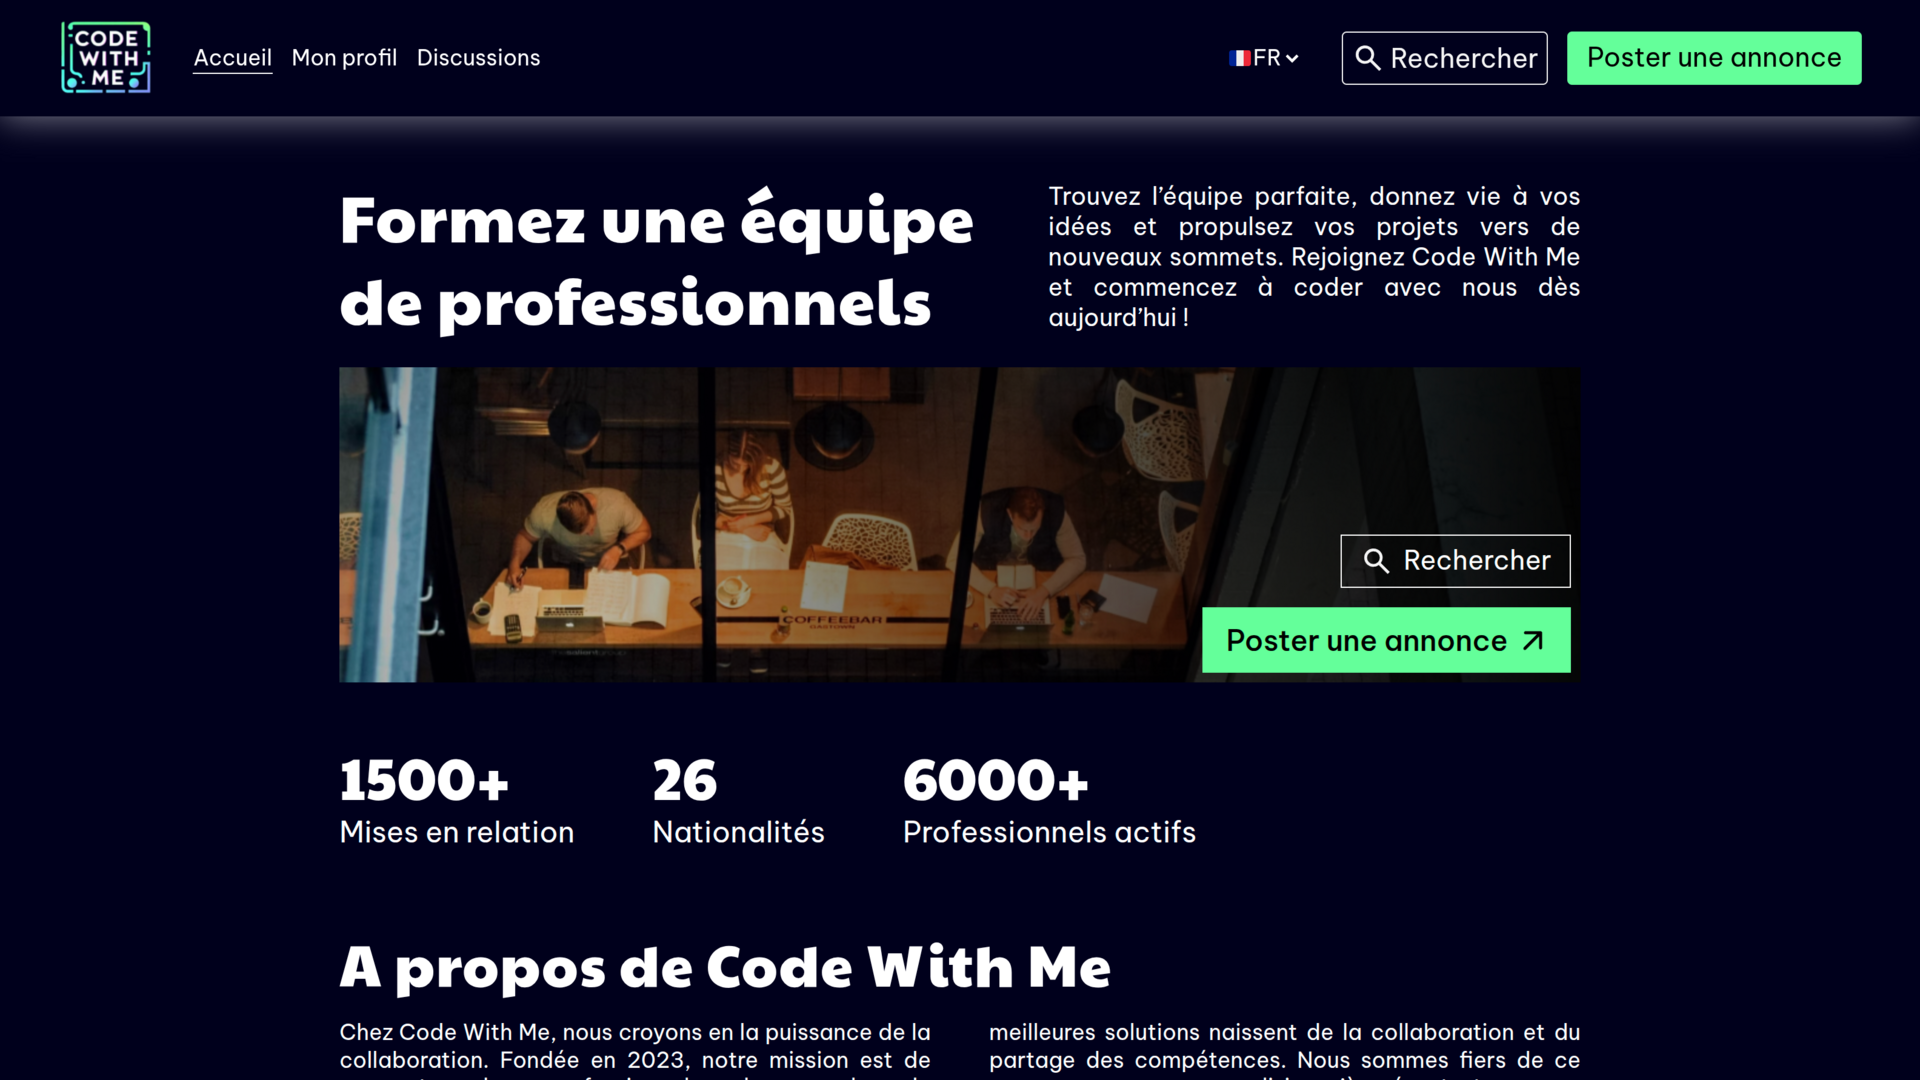 CODE
WITH
ME
Accueil
Mon profil
Discussions
FR
Rechercher
Poster une annonce
Formez une équipe
de professionnels
Trouvez l’équipe parfaite, donnez vie à vos
idées et propulsez vos projets vers de
nouveaux sommets. Rejoignez Code With Me
et commencez à coder avec nous dès
aujourd’hui !
COFFEEBAR
GASTOWN
Rechercher
Poster une annonce
1500+
Mises en relation
26
Nationalités
6000+
Professionnels actifs
A propos de Code With Me
Chez Code With Me, nous croyons en la puissance de la
collaboration. Fondée en 2023, notre mission est de
meilleures solutions naissent de la collaboration et du
partage des compétences. Nous sommes fiers de ce